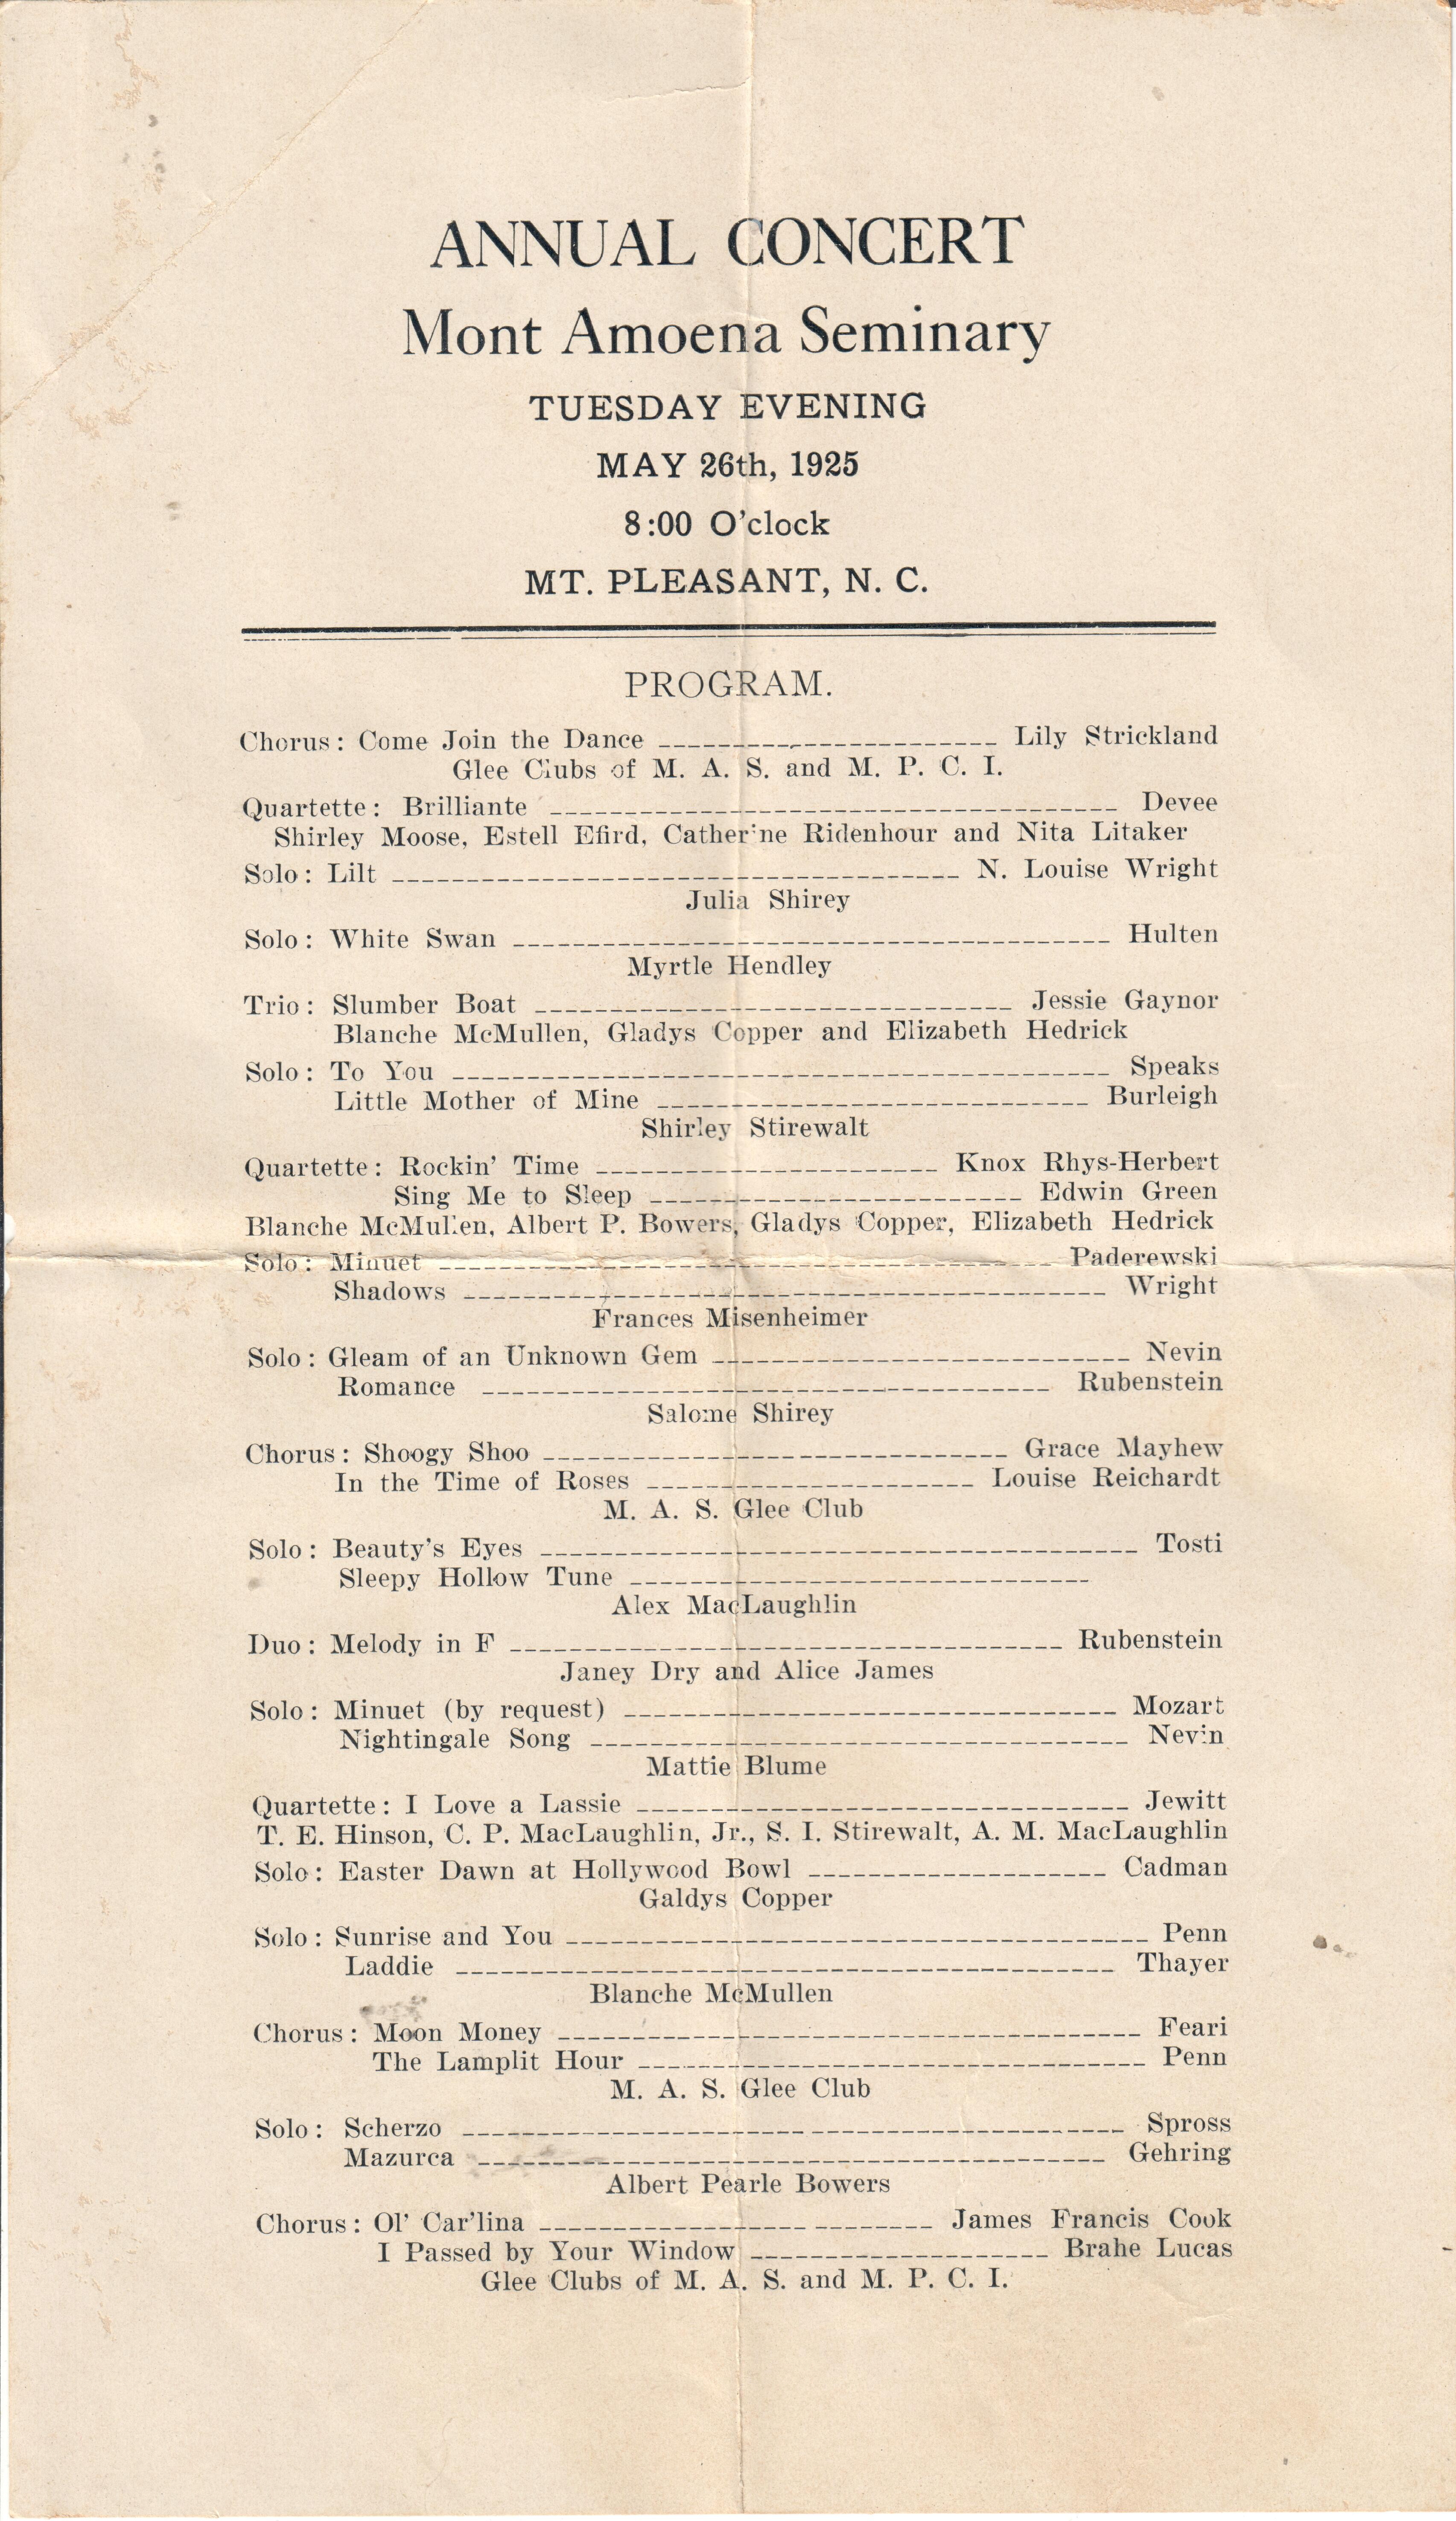 ANNUAL CONCERT
Mont Amoena Seminary
TUESDAY EVENING
MAY 26th, 1925
8:00 O'clock
MT. PLEASANT, N. C.
PROGRAM.
Chorus: Come Join the Dance ----------------------- Lily Strickland
Glee Clubs of M. A. S. and M. P. C. I.
Quartette: Brilliante --------------------------------------- Devee
Shirley Moose, Estell Efird, Catherine Ridenhour and Nita Litaker
Solo: Lilt --------------------------------------- N. Louise Wright
Julia Shirey
Solo: White Swan ---------------------------------------- Hulten
Myrtle Hendley
Trio: Slumber Boat -------------------------------- Jessie Gaynor
Blanche McMullen, Gladys Copper and Elizabeth Hedrick
Solo: To You -------------------------------------------- Speaks
Little Mother of Mine ----------------------------- Burleigh
Shirley Stirewalt
Quartette: Rockin' Time ----------------------- Knox Rhys-Herbert
Sing Me to Sleep ------------------------- Edwin Green
Blanche McMullen, Albert P. Bowers, Gladys Copper, Elizabeth Hedrick
Solo: Minuet ----------------------------------------- Paderewski
Shadows ------------------------------------------- Wright
Frances Misenheimer
Solo: Gleam of an Unknown Gem ---------------------------- Nevin
Romance -------------------------------------- Rubenstein
Salome Shirey
Chorus: Shoogy Shoo ------------------------------- Grace Mayhew
In the Time of Roses ---------------------- Louise Reichardt
M. A. S. Glee Club
Solo: Beauty's Eyes ---------------------------------------- Tosti
Sleepy Hollow Tune -------------------------------
Alex MacLaughlin
Duo: Melody in F ------------------------------------- Rubenstein
Janey Dry and Alice James
Solo: Minuet (by request) --------------------------------- Mozart
Nightingale Song ------------------------------------ Nevin
Mattie Blume
Quartette: I Love a Lassie --------------------------------- Jewitt
T. E. Hinson, C. P. MacLaughlin, Jr., S. I. Stirewalt, A. M. MacLaughlin
Solo: Easter Dawn at Hollywood Bowl -------------------- Cadman
Galdys Copper
Solo: Sunrise and You --------------------------------------- Penn
Laddie -------------------------------------------- Thayer
Blanche McMullen
Chorus: Moon Money --------------------------------------- Feari
The Lamplit Hour ---------------------------------- Penn
M. A. S. Glee Club
Solo: Scherzo -------------------------------------------- Spross
Mazurca ------------------------------------------ Gehring
Albert Pearle Bowers
Chorus: Ol' Car'lina -------------------------- James Francis Cook
I Passed by Your Window -------------------- Brahe Lucas
Glee Clubs of M. A. S. and M. P. C. I.